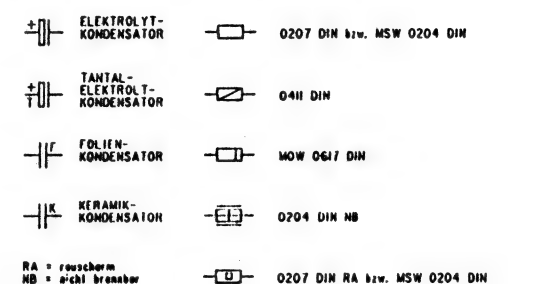 + ELEKTROLYT-
KONDENSATOR
0207 DIN bzw. MSW 0204 DIN
+ TANTAL-
T ELEKTROLT-
KONDENSATOR
0411 DIN
F FOLIEN-
KONDENSATOR
MOW 0617 DIN
K KERAMIK-
KONDENSATOR
0204 DIN NB
RA = rauscharm
NB = nicht brennbar
U 0207 DIN RA bzw. MSW 0204 DIN